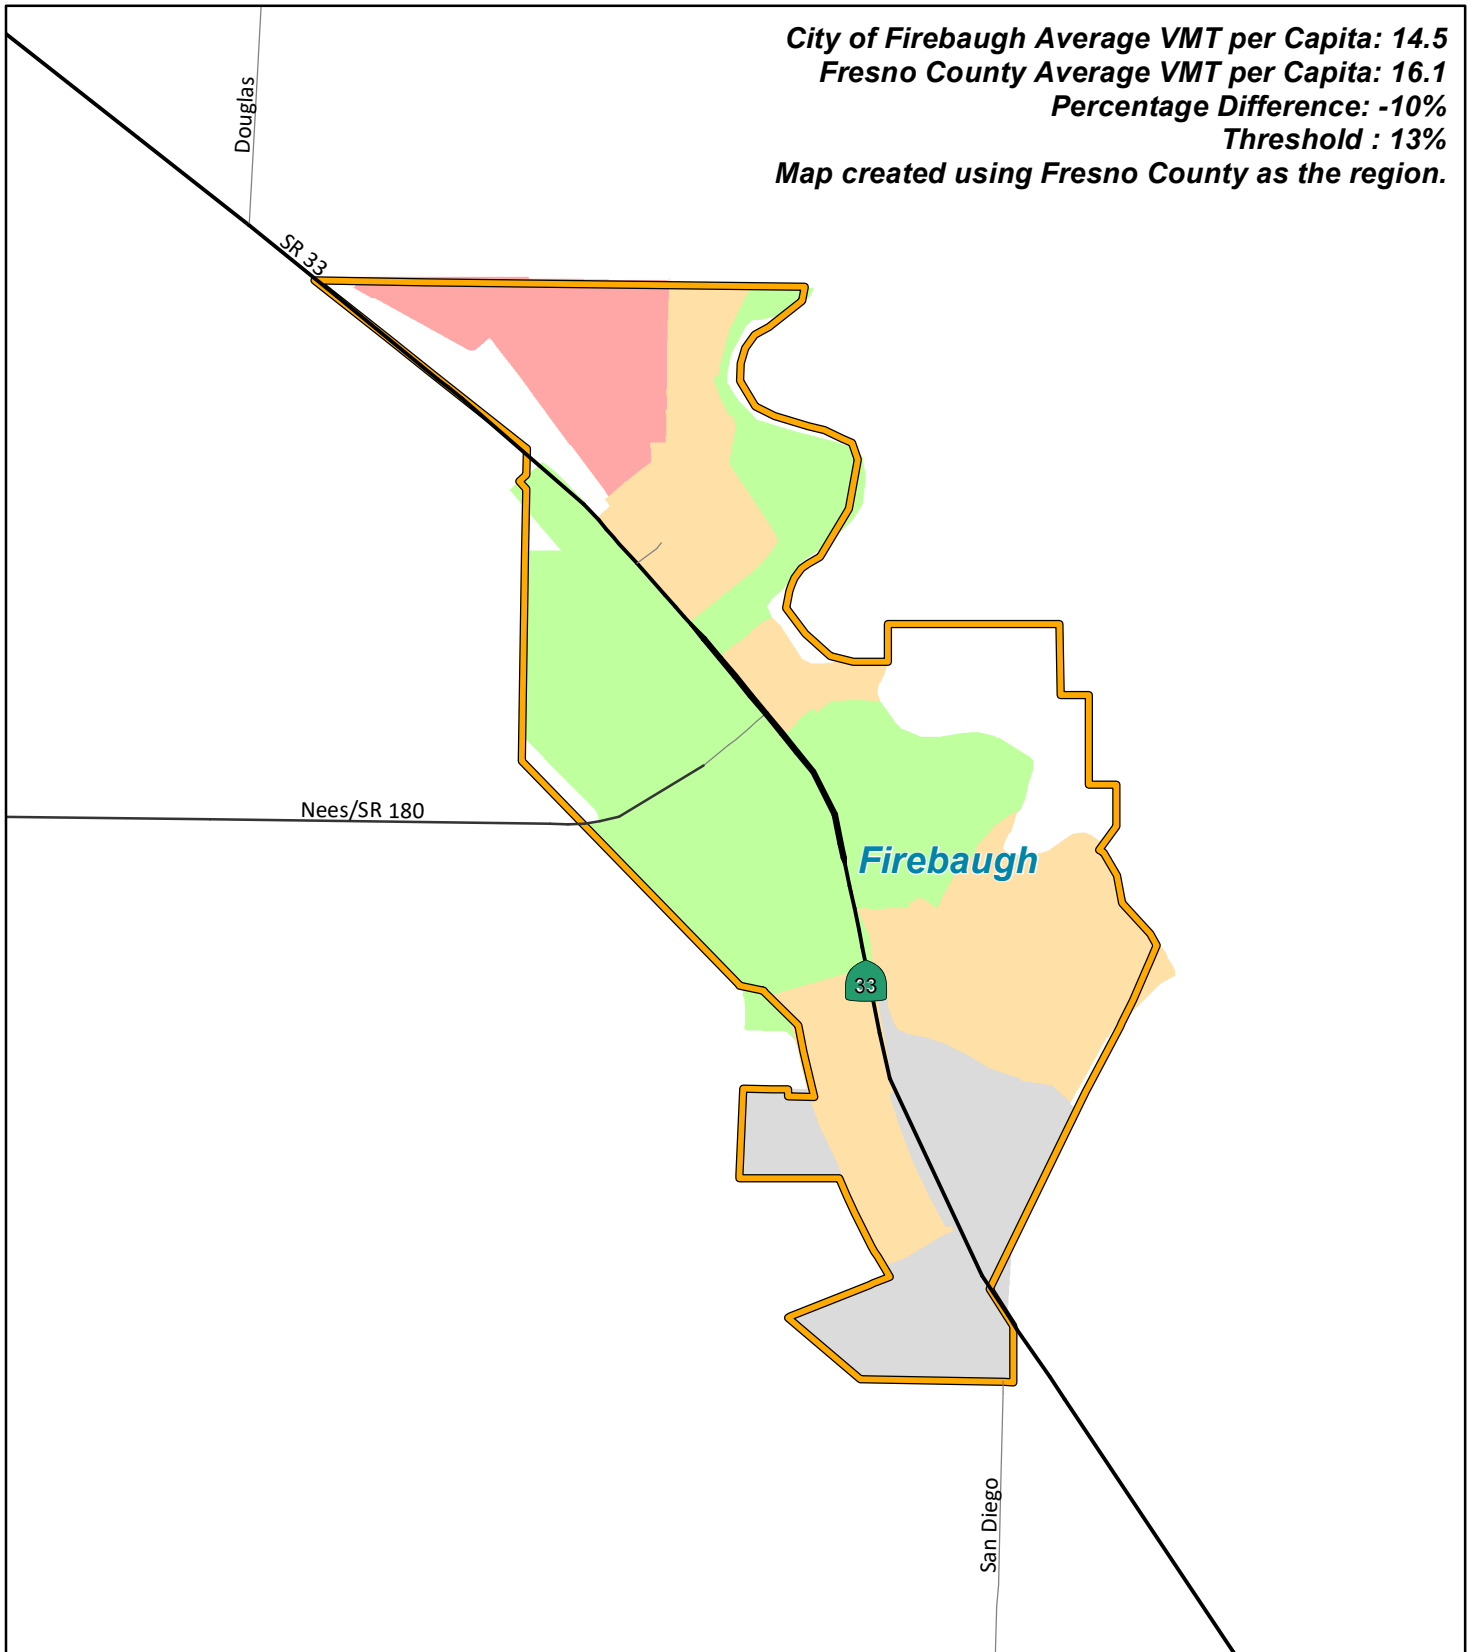 City of Firebaugh Average VMT per Capita: 14.5
Fresno County Average VMT per Capita: 16.1
Percentage Difference: -10%
Threshold : 13%
Map created using Fresno County as the region.
Douglas
SR 33
Nees/SR 180
Firebaugh
33
San Diego